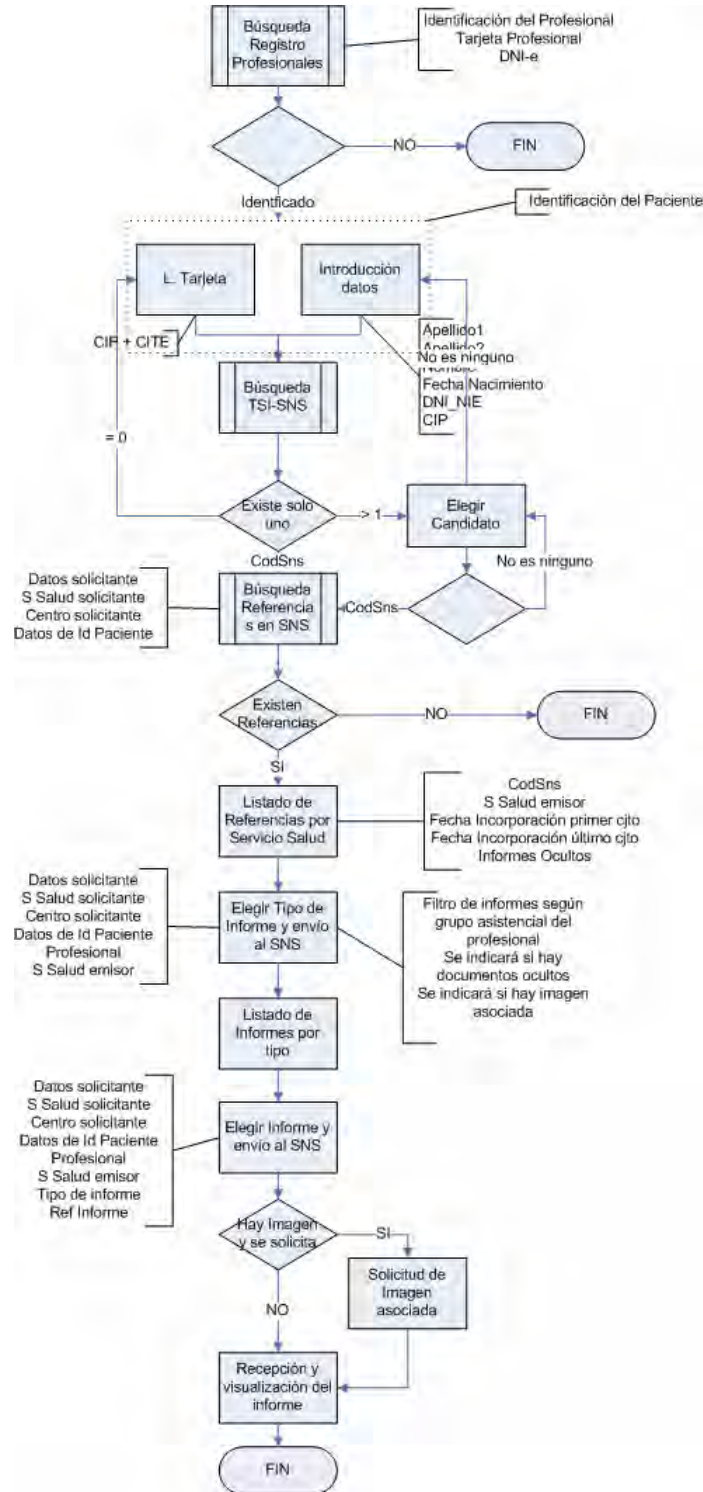 Búsqueda
Registro
Profesionales
Identificación del Profesional
Tarjeta Profesional
DNI-e
NO
FIN
Identficado
Identificación del Paciente
L. Tarjeta
Introducción
datos
CIP + CITE
Apellido1
Apellido2
No es ninguno
Nombre
Fecha Nacimiento
DNI_NIE
CIP
Búsqueda
TSI-SNS
= 0
Existe solo
uno
> 1
Elegir
Candidato
No es ninguno
CodSns
Datos solicitante
S Salud solicitante
Centro solicitante
Datos de Id Paciente
Búsqueda
Referencia
s en SNS
CodSns
Existen
Referencias
NO
FIN
SI
Listado de
Referencias por
Servicio Salud
CodSns
S Salud emisor
Fecha Incorporación primer cjto
Fecha Incorporación último cjto
Informes Ocultos
Datos solicitante
S Salud solicitante
Centro solicitante
Datos de Id Paciente
Profesional
S Salud emisor
Elegir Tipo de
Informe y envío
al SNS
Filtro de informes según
grupo asistencial del
profesional
Se indicará si hay
documentos ocultos
Se indicará si hay imagen
asociada
Listado de
Informes por
tipo
Datos solicitante
S Salud solicitante
Centro solicitante
Datos de Id Paciente
Profesional
S Salud emisor
Tipo de informe
Ref Informe
Elegir Informe y
envío al SNS
Hay Imagen
y se solicita
SI
Solicitud de
Imagen
asociada
NO
Recepción y
visualización del
informe
FIN